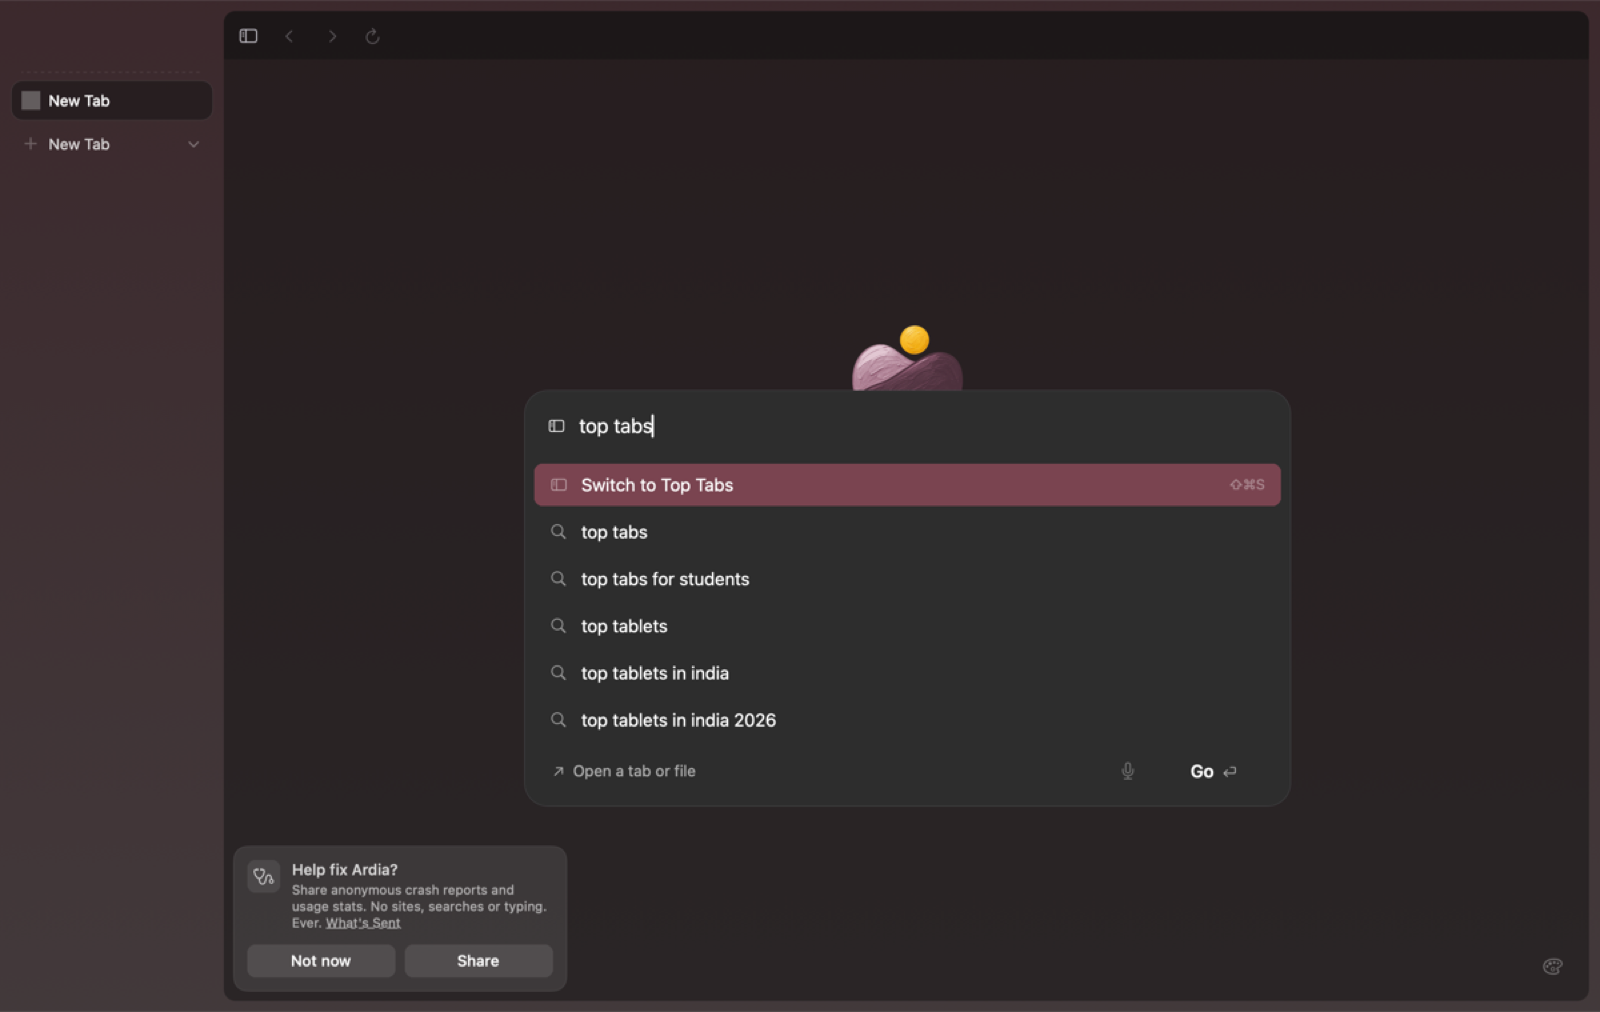 New Tab
New Tab
top tabs
Switch to Top Tabs ⇧⌘S
top tabs
top tabs for students
top tablets
top tablets in india
top tablets in india 2026
Open a tab or file
Go
Help fix Ardia?
Share anonymous crash reports and
usage stats. No sites, searches or typing.
Ever. What's Sent
Not now
Share